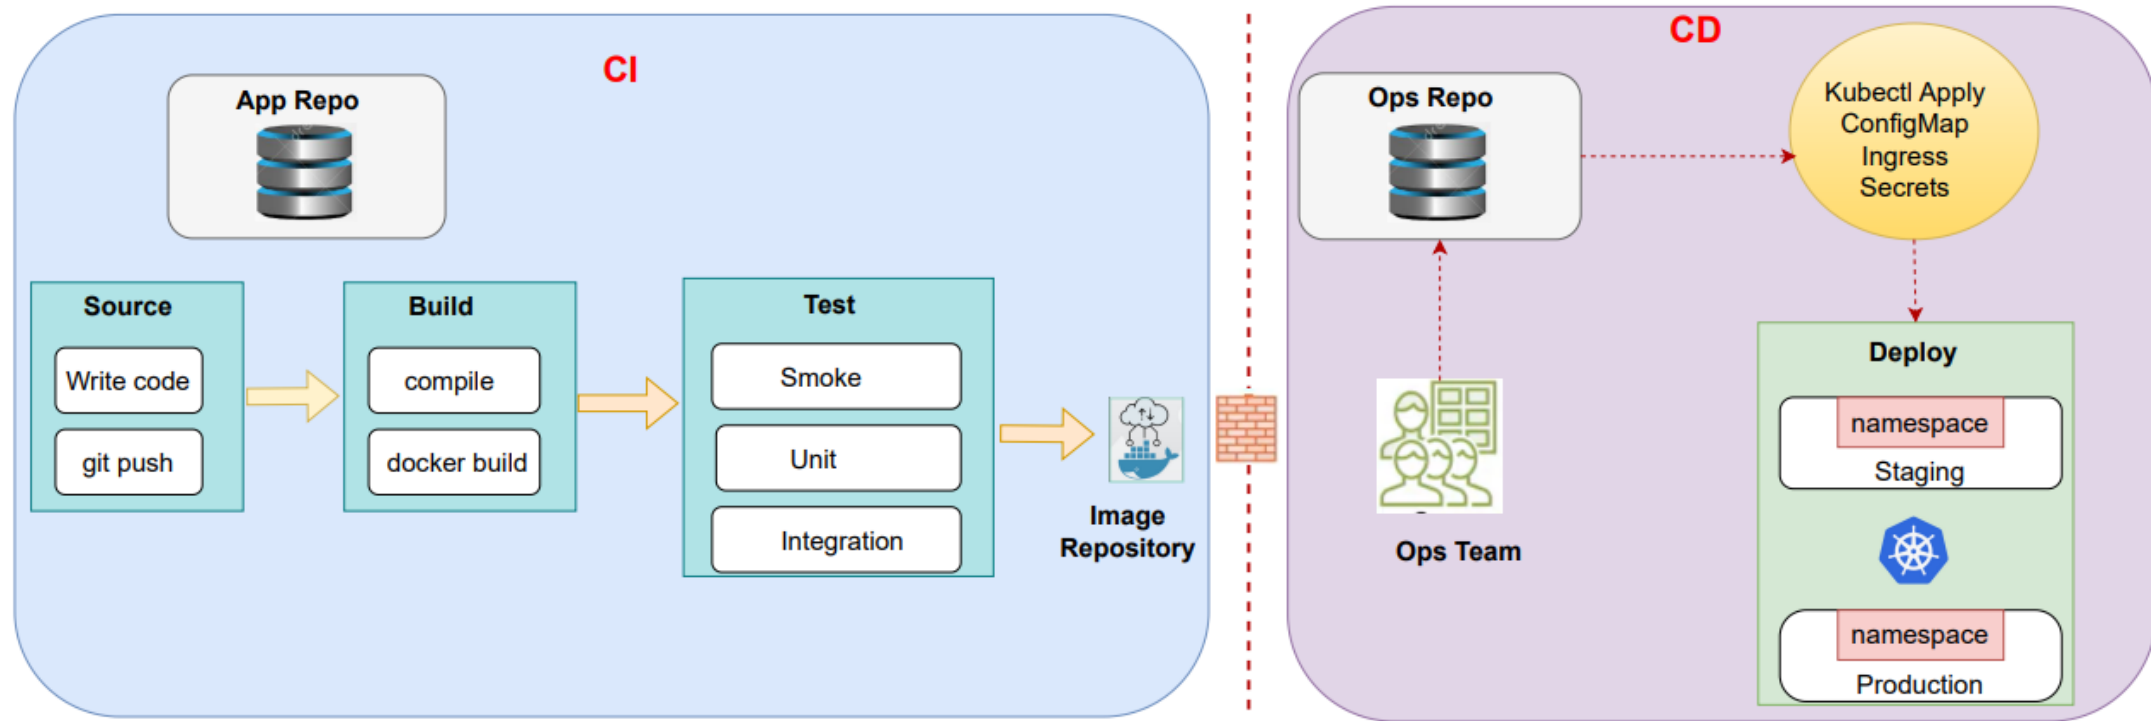 CI
App Repo
Source
Write code
git push
Build
compile
docker build
Test
Smoke
Unit
Integration
Image
Repository
CD
Ops Repo
Kubectl Apply
ConfigMap
Ingress
Secrets
Ops Team
Deploy
namespace
Staging
namespace
Production